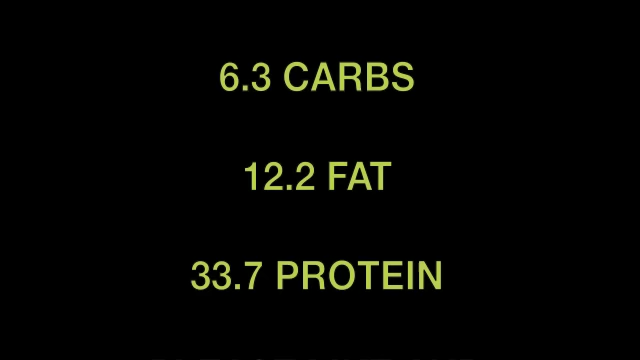 6.3 CARBS
12.2 FAT
33.7 PROTEIN